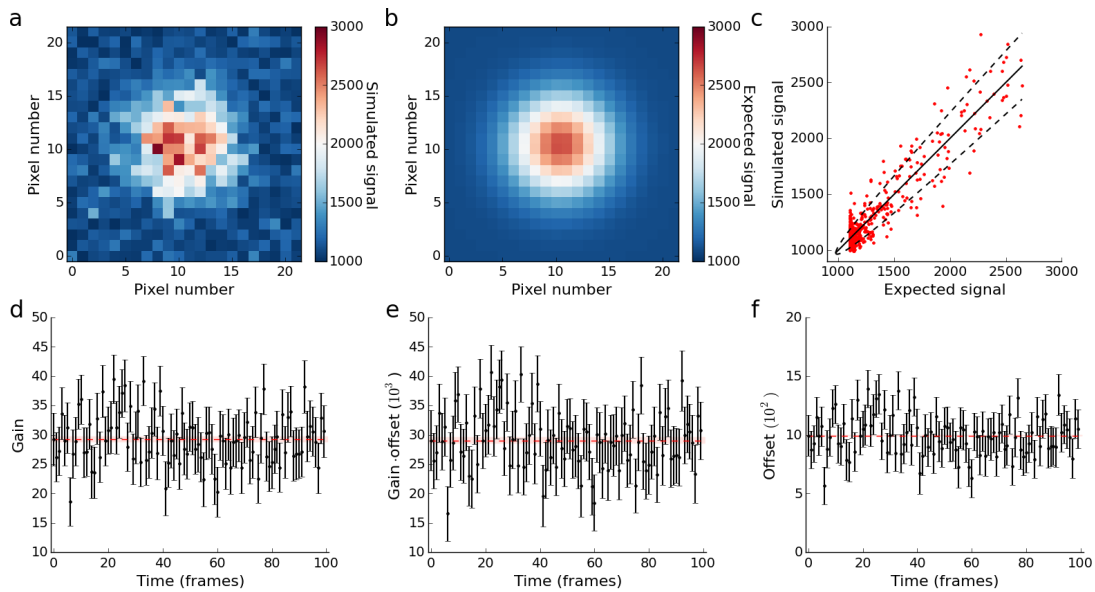 a
20
15
10
5
0
Pixel number
0 5 10 15 20
Pixel number
3000
2500
2000
1500
1000
Simulated signal
b
20
15
10
5
0
Pixel number
0 5 10 15 20
Pixel number
3000
2500
2000
1500
1000
Expected signal
c
3000
2500
2000
1500
1000
Simulated signal
1000 1500 2000 2500 3000
Expected signal
d
50
45
40
35
30
25
20
15
10
Gain
0 20 40 60 80 100
Time (frames)
e
50
45
40
35
30
25
20
15
10
Gain·offset (10³)
0 20 40 60 80 100
Time (frames)
f
20
15
10
5
0
Offset (10²)
0 20 40 60 80 100
Time (frames)